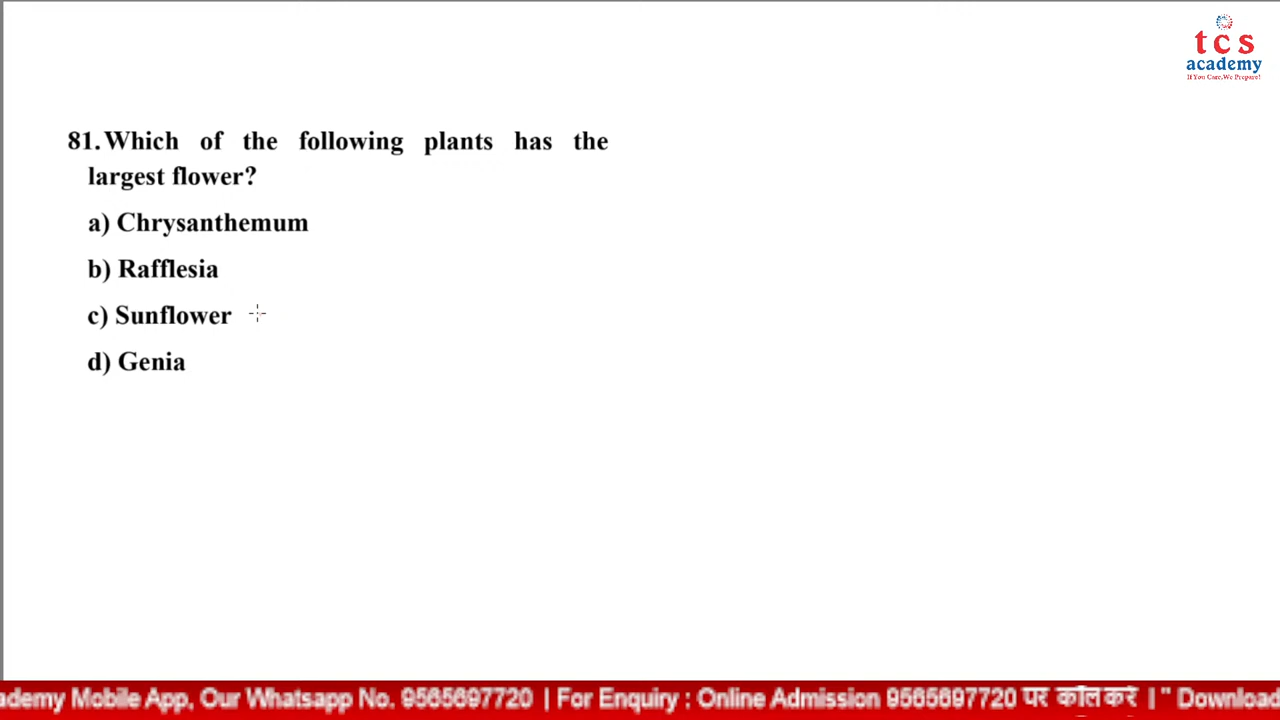 tcs
academy
If You Care,We Prepare!
81.Which of the following plants has the
largest flower?
a) Chrysanthemum
b) Rafflesia
c) Sunflower
d) Genia
ademy Mobile App, Our Whatsapp No. 9565697720 | For Enquiry : Online Admission 9565697720 पर कॉल करें | " Download